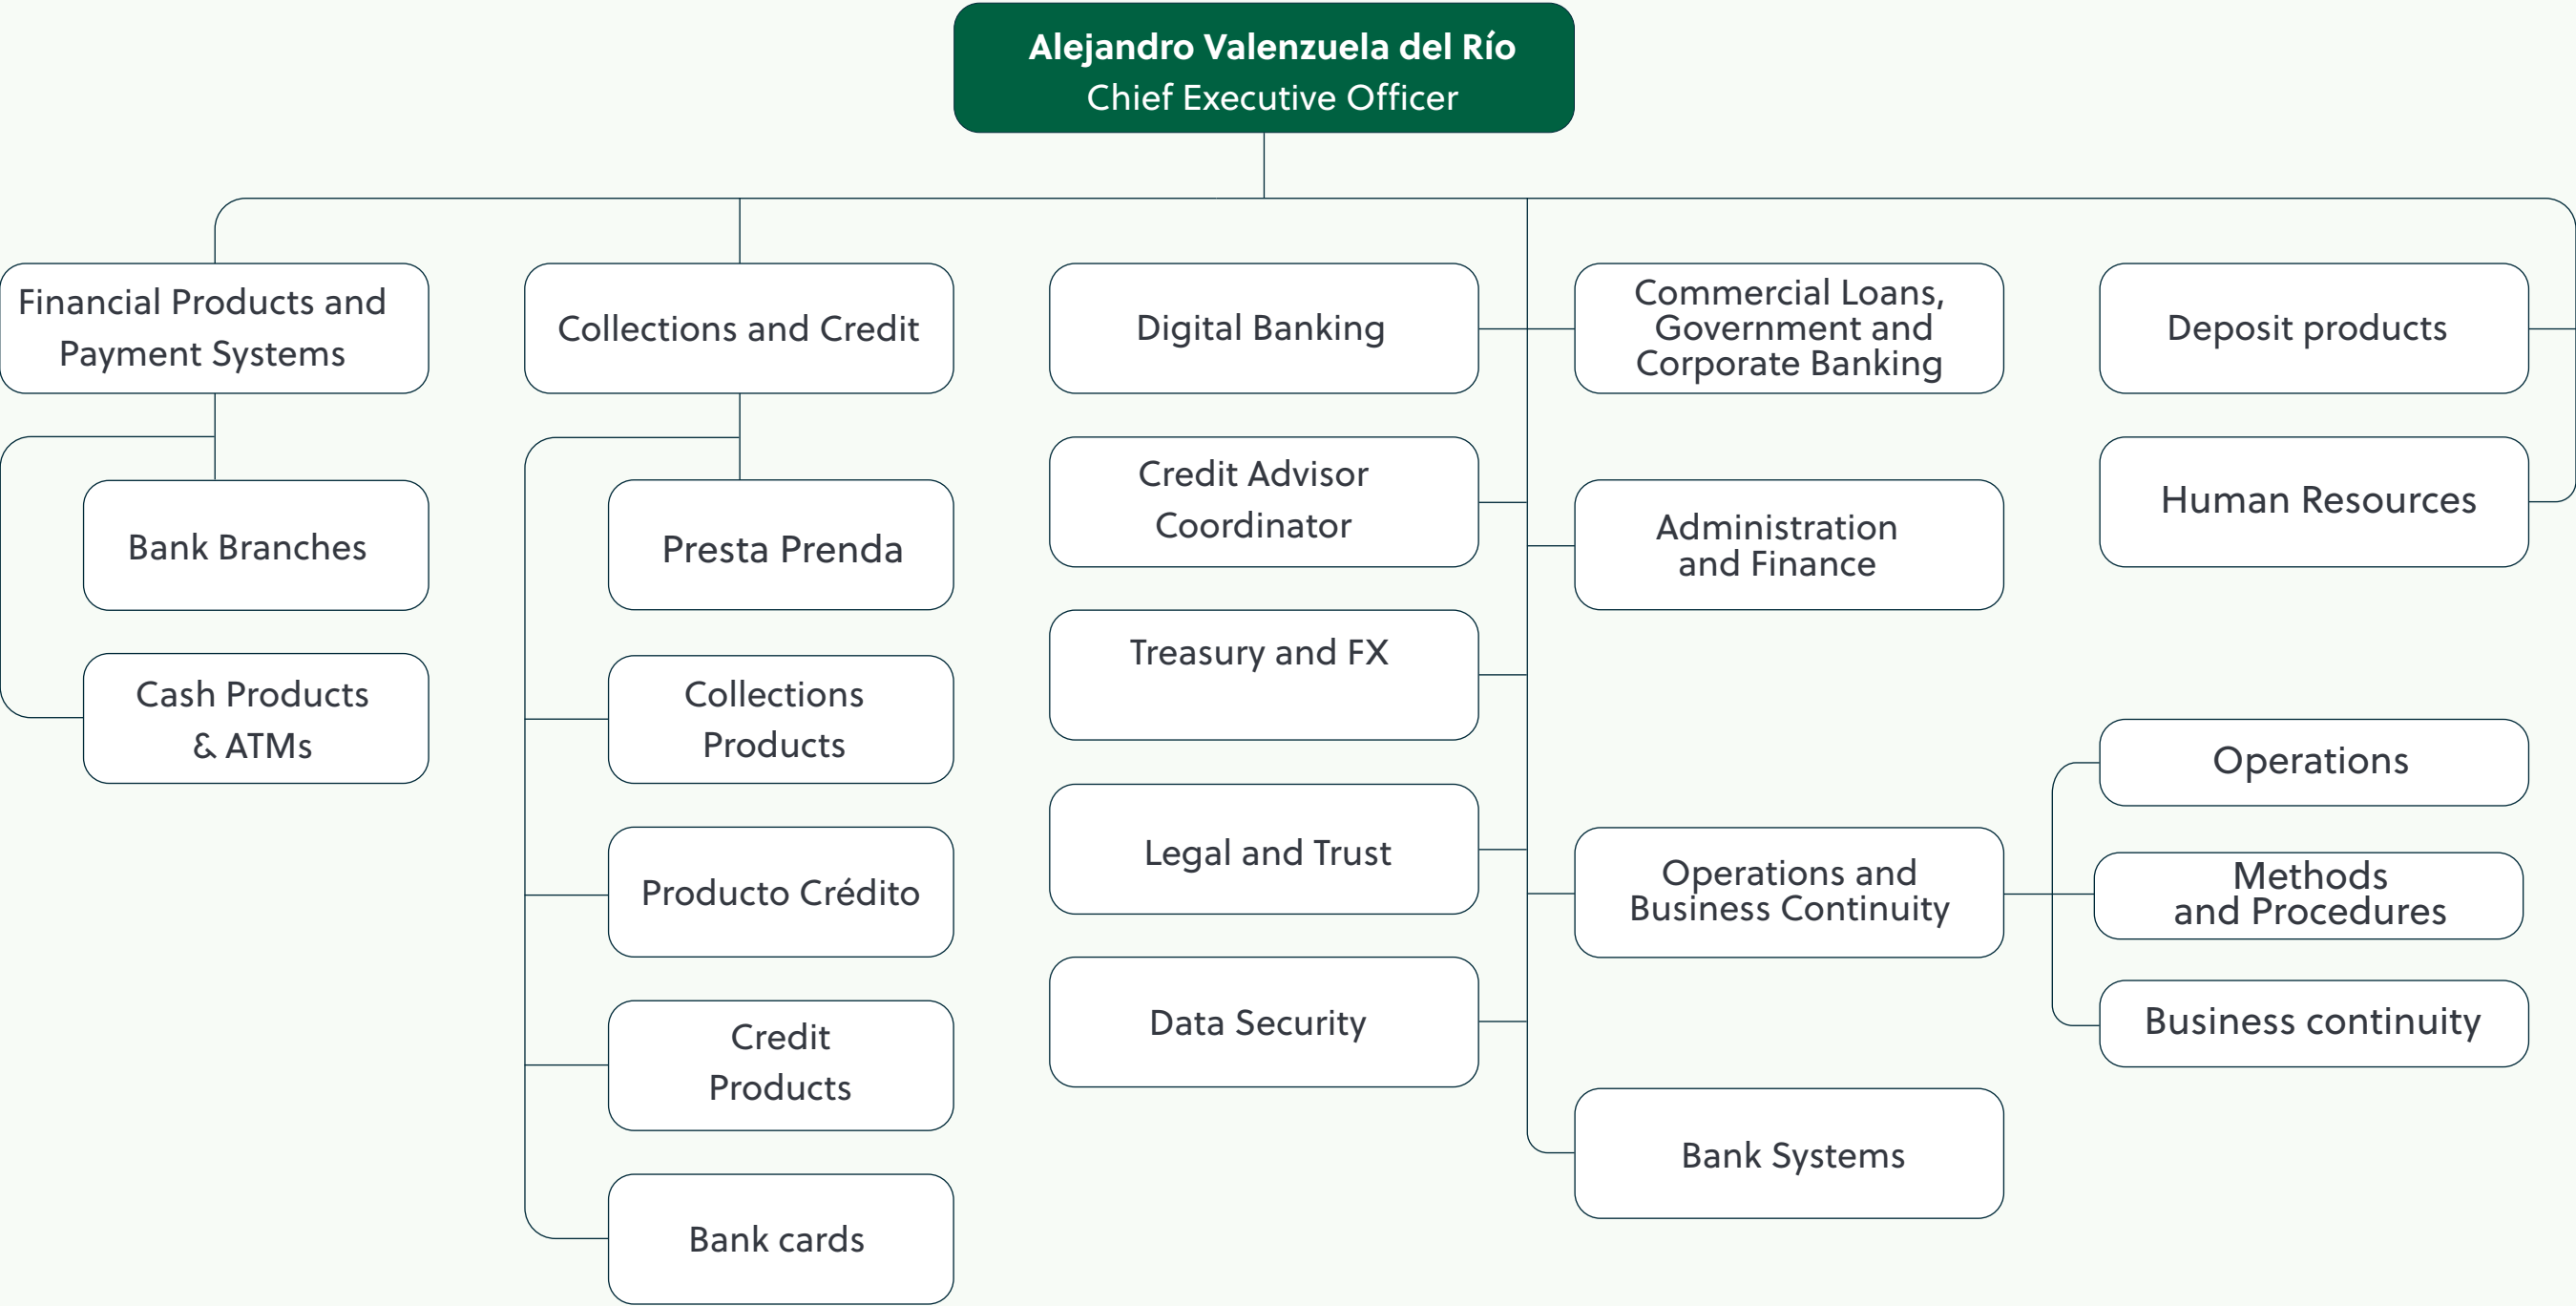 Alejandro Valenzuela del Río
Chief Executive Officer
Financial Products and
Payment Systems
Bank Branches
Cash Products
& ATMs
Collections and Credit
Presta Prenda
Collections
Products
Producto Crédito
Credit
Products
Bank cards
Digital Banking
Credit Advisor
Coordinator
Treasury and FX
Legal and Trust
Data Security
Commercial Loans,
Government and
Corporate Banking
Administration
and Finance
Operations and
Business Continuity
Bank Systems
Deposit products
Human Resources
Operations
Methods
and Procedures
Business continuity